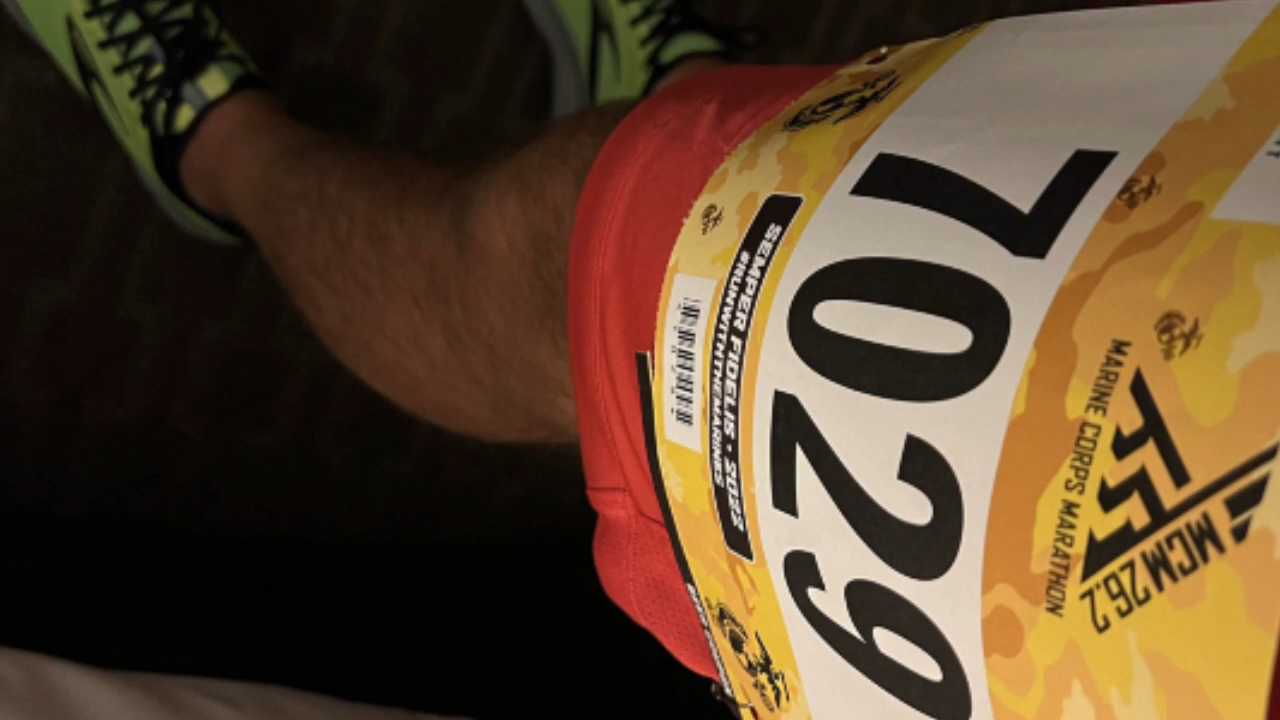 MARINE CORPS MARATHON
MCM 26.2
7029
SEMPER FIDELIS • 2022
#RUNWITHTHEMARINES